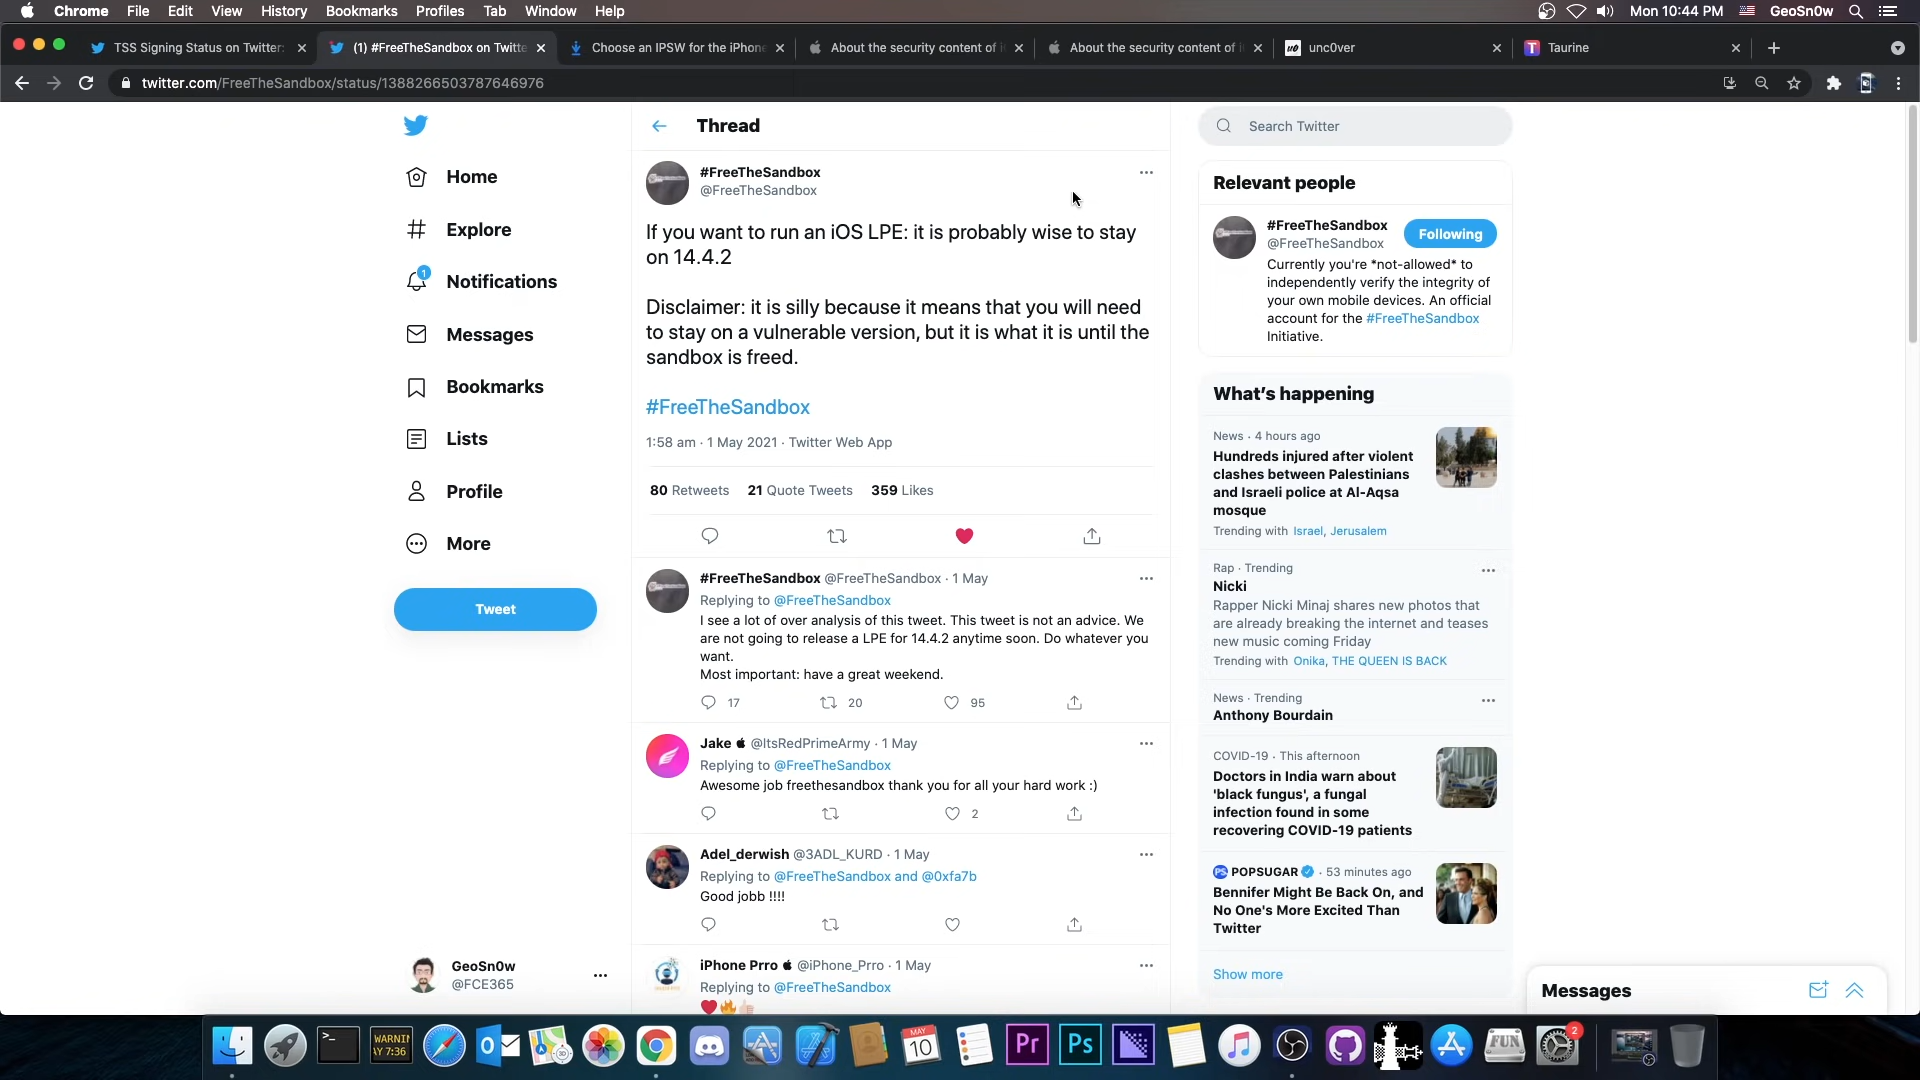 Chrome File Edit View History Bookmarks Profiles Tab Window Help
Mon 10:44 PM GeoSn0w
TSS Signing Status on Twitter:
(1) #FreeTheSandbox on Twitte
Choose an IPSW for the iPhone
About the security content of i
About the security content of i
unc0ver
Taurine
twitter.com/FreeTheSandbox/status/1388266503787646976
Home
Explore
1
Notifications
Messages
Bookmarks
Lists
Profile
More
Tweet
GeoSn0w
@FCE365
Thread
#FreeTheSandbox
@FreeTheSandbox
If you want to run an iOS LPE: it is probably wise to stay
on 14.4.2
Disclaimer: it is silly because it means that you will need
to stay on a vulnerable version, but it is what it is until the
sandbox is freed.
#FreeTheSandbox
1:58 am · 1 May 2021 · Twitter Web App
80 Retweets 21 Quote Tweets 359 Likes
#FreeTheSandbox @FreeTheSandbox · 1 May
Replying to @FreeTheSandbox
I see a lot of over analysis of this tweet. This tweet is not an advice. We
are not going to release a LPE for 14.4.2 anytime soon. Do whatever you
want.
Most important: have a great weekend.
17 20 95
Jake @ItsRedPrimeArmy · 1 May
Replying to @FreeTheSandbox
Awesome job freethesandbox thank you for all your hard work :)
2
Adel_derwish @3ADL_KURD · 1 May
Replying to @FreeTheSandbox and @0xfa7b
Good jobb !!!!
iPhone Prro @iPhone_Prro · 1 May
Replying to @FreeTheSandbox
Search Twitter
Relevant people
#FreeTheSandbox
@FreeTheSandbox
Following
Currently you're *not-allowed* to
independently verify the integrity of
your own mobile devices. An official
account for the #FreeTheSandbox
Initiative.
What's happening
News · 4 hours ago
Hundreds injured after violent
clashes between Palestinians
and Israeli police at Al-Aqsa
mosque
Trending with Israel, Jerusalem
Rap · Trending
Nicki
Rapper Nicki Minaj shares new photos that
are already breaking the internet and teases
new music coming Friday
Trending with Onika, THE QUEEN IS BACK
News · Trending
Anthony Bourdain
COVID-19 · This afternoon
Doctors in India warn about
'black fungus', a fungal
infection found in some
recovering COVID-19 patients
PS POPSUGAR · 53 minutes ago
Bennifer Might Be Back On, and
No One's More Excited Than
Twitter
Show more
Messages
WARNIN
AY 7:36
MAY
10
Pr
Ps
FUN
2